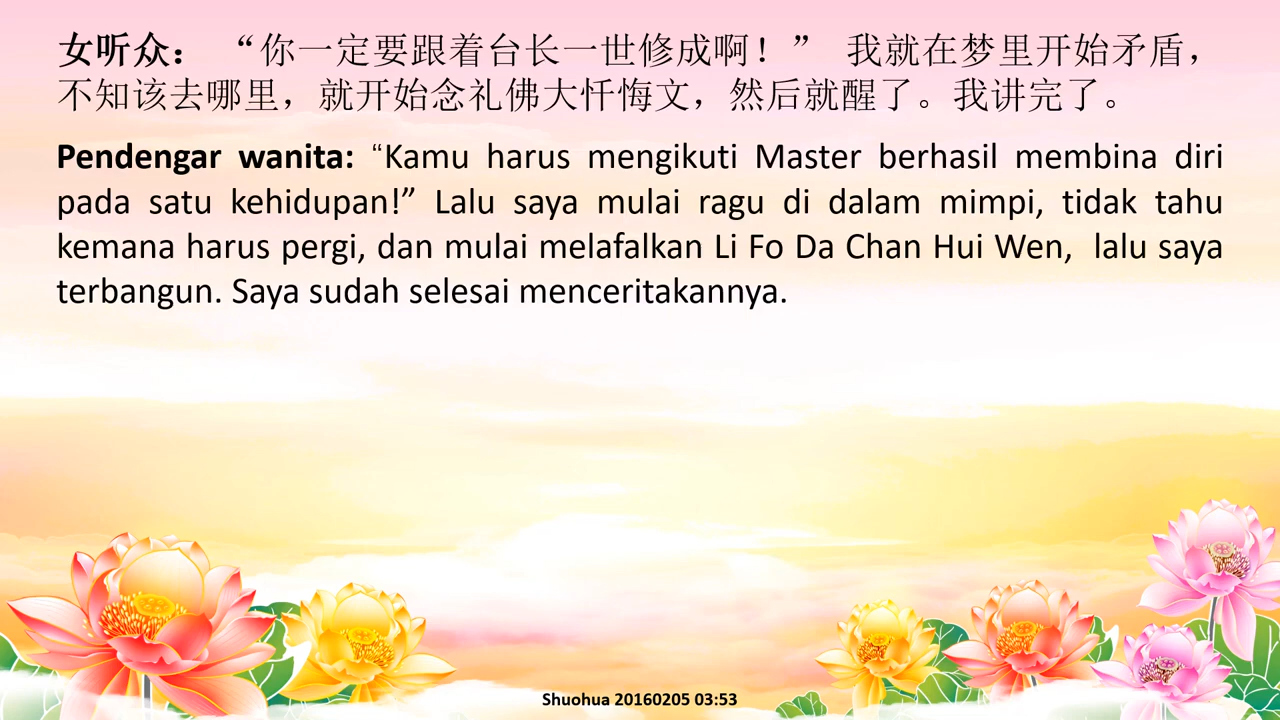 女听众： “你一定要跟着台长一世修成啊！” 我就在梦里开始矛盾，
不知该去哪里，就开始念礼佛大忏悔文，然后就醒了。我讲完了。
Pendengar wanita: “Kamu harus mengikuti Master berhasil membina diri
pada satu kehidupan!” Lalu saya mulai ragu di dalam mimpi, tidak tahu
kemana harus pergi, dan mulai melafalkan Li Fo Da Chan Hui Wen, lalu saya
terbangun. Saya sudah selesai menceritakannya.
Shuohua 20160205 03:53